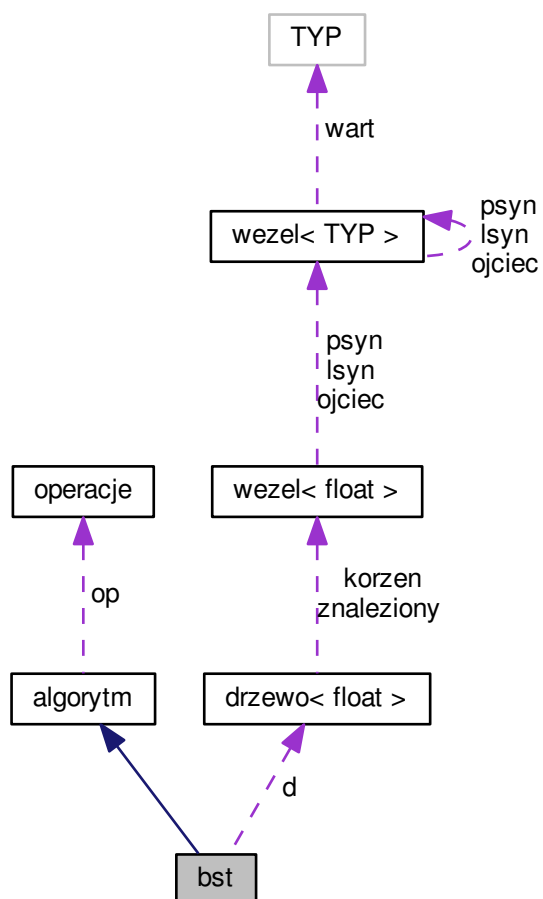 TYP
wart
wezel< TYP >
psyn
lsyn
ojciec
psyn
lsyn
ojciec
operacje
wezel< float >
op
korzen
znaleziony
algorytm
drzewo< float >
d
bst